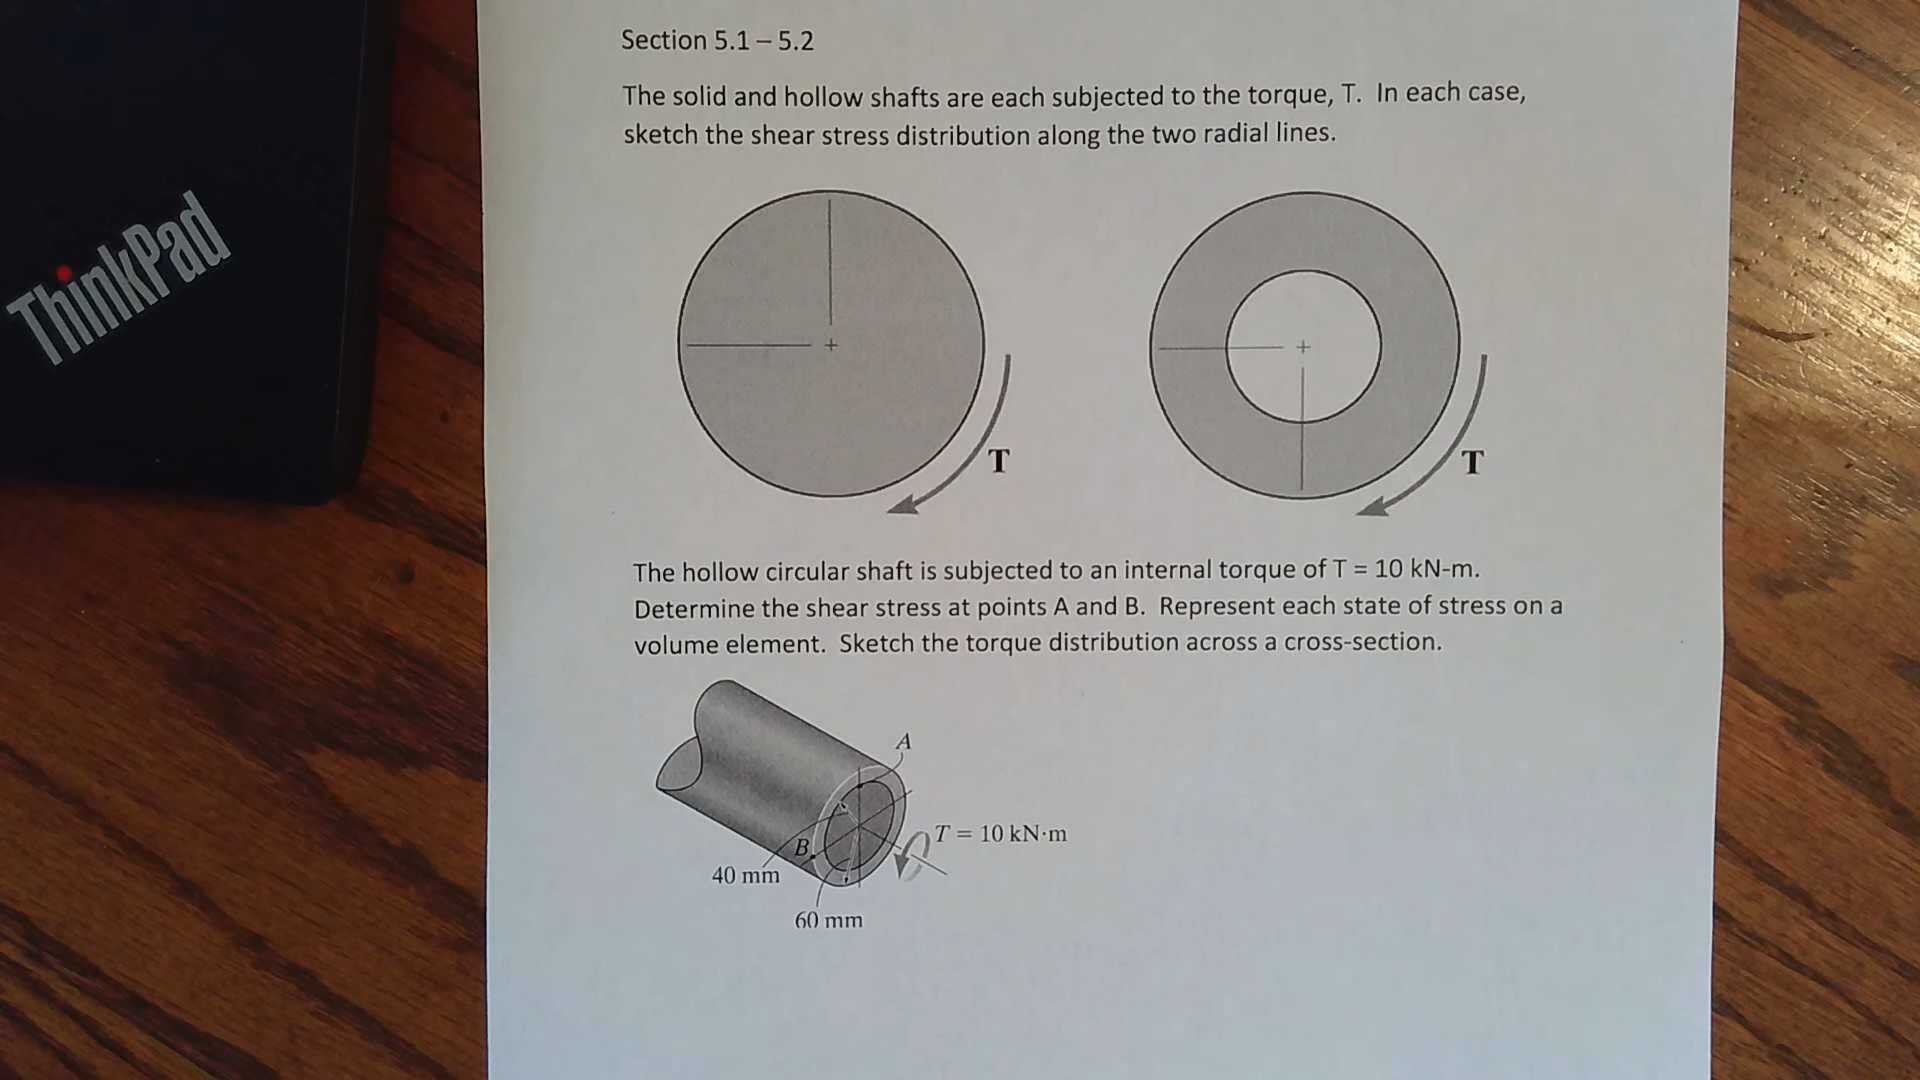 Section 5.1 – 5.2
The solid and hollow shafts are each subjected to the torque, T. In each case,
sketch the shear stress distribution along the two radial lines.
ThinkPad
T
T
The hollow circular shaft is subjected to an internal torque of T = 10 kN-m.
Determine the shear stress at points A and B. Represent each state of stress on a
volume element. Sketch the torque distribution across a cross-section.
A
T = 10 kN·m
B
40 mm
60 mm